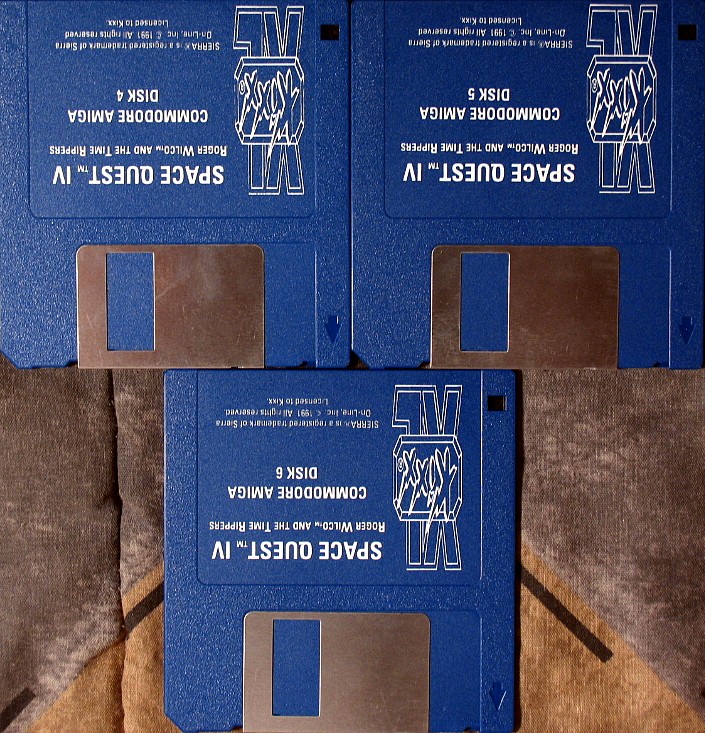 SPACE QUEST™ IV
ROGER WILCO™ AND THE TIME RIPPERS
COMMODORE AMIGA
DISK 4
SIERRA® is a registered trademark of Sierra
On-Line, Inc. © 1991 All rights reserved
Licensed to Kixx.
Kixx®
XL
SPACE QUEST™ IV
ROGER WILCO™ AND THE TIME RIPPERS
COMMODORE AMIGA
DISK 5
SIERRA® is a registered trademark of Sierra
On-Line, Inc. © 1991 All rights reserved
Licensed to Kixx.
Kixx®
XL
SPACE QUEST™ IV
ROGER WILCO™ AND THE TIME RIPPERS
COMMODORE AMIGA
DISK 6
SIERRA® is a registered trademark of Sierra
On-Line, Inc. © 1991 All rights reserved.
Licensed to Kixx.
Kixx®
XL